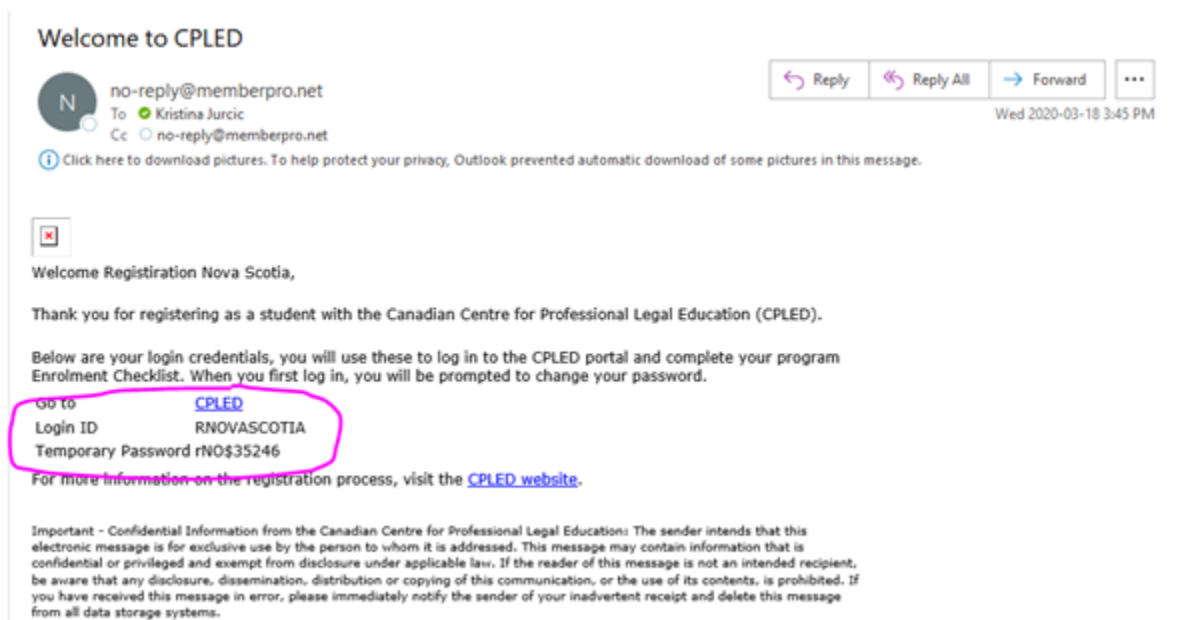 Welcome to CPLED
N
no-reply@memberpro.net
To Kristina Jurcic
Cc no-reply@memberpro.net
Reply
Reply All
Forward
...
Wed 2020-03-18 3:45 PM
Click here to download pictures. To help protect your privacy, Outlook prevented automatic download of some pictures in this message.
Welcome Registiration Nova Scotia,
Thank you for registering as a student with the Canadian Centre for Professional Legal Education (CPLED).
Below are your login credentials, you will use these to log in to the CPLED portal and complete your program
Enrolment Checklist. When you first log in, you will be prompted to change your password.
Go to CPLED
Login ID RNOVASCOTIA
Temporary Password rNO$35246
For more information on the registration process, visit the CPLED website.
Important - Confidential Information from the Canadian Centre for Professional Legal Education: The sender intends that this
electronic message is for exclusive use by the person to whom it is addressed. This message may contain information that is
confidential or privileged and exempt from disclosure under applicable law. If the reader of this message is not an intended recipient,
be aware that any disclosure, dissemination, distribution or copying of this communication, or the use of its contents, is prohibited. If
you have received this message in error, please immediately notify the sender of your inadvertent receipt and delete this message
from all data storage systems.